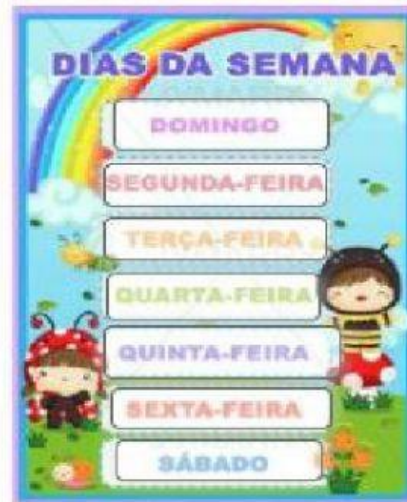 DIAS DA SEMANA
DOMINGO
SEGUNDA-FEIRA
TERÇA-FEIRA
QUARTA-FEIRA
QUINTA-FEIRA
SEXTA-FEIRA
SÁBADO